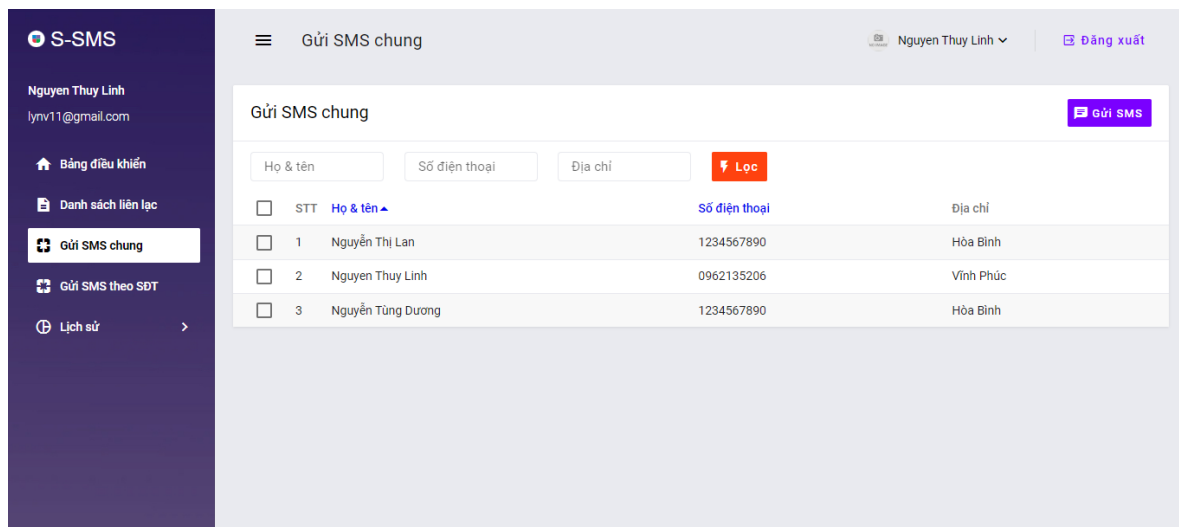 S-SMS
Gửi SMS chung
Nguyen Thuy Linh
Đăng xuất
Nguyen Thuy Linh
lynv11@gmail.com
Bảng điều khiển
Danh sách liên lạc
Gửi SMS chung
Gửi SMS theo SĐT
Lịch sử
Gửi SMS chung
Gửi SMS
Họ & tên Số điện thoại Địa chỉ Lọc
STT Họ & tên Số điện thoại Địa chỉ
1 Nguyễn Thị Lan 1234567890 Hòa Bình
2 Nguyen Thuy Linh 0962135206 Vĩnh Phúc
3 Nguyễn Tùng Dương 1234567890 Hòa Bình